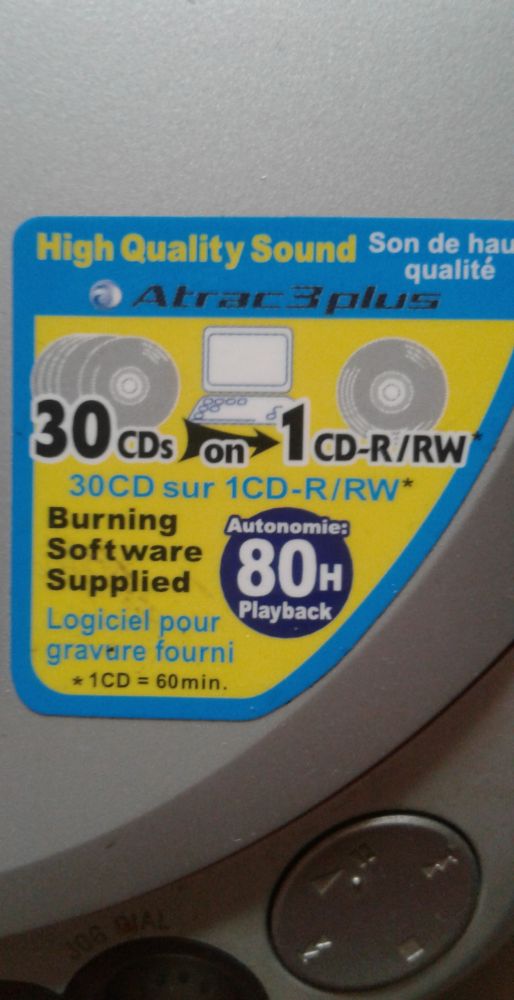 High Quality Sound
Son de hau
qualité
Atrac3plus
30 CDs on 1 CD-R/RW*
30CD sur 1CD-R/RW*
Burning
Software
Supplied
Autonomie:
80H
Playback
Logiciel pour
gravure fourni
* 1CD = 60min.
JOG DIAL